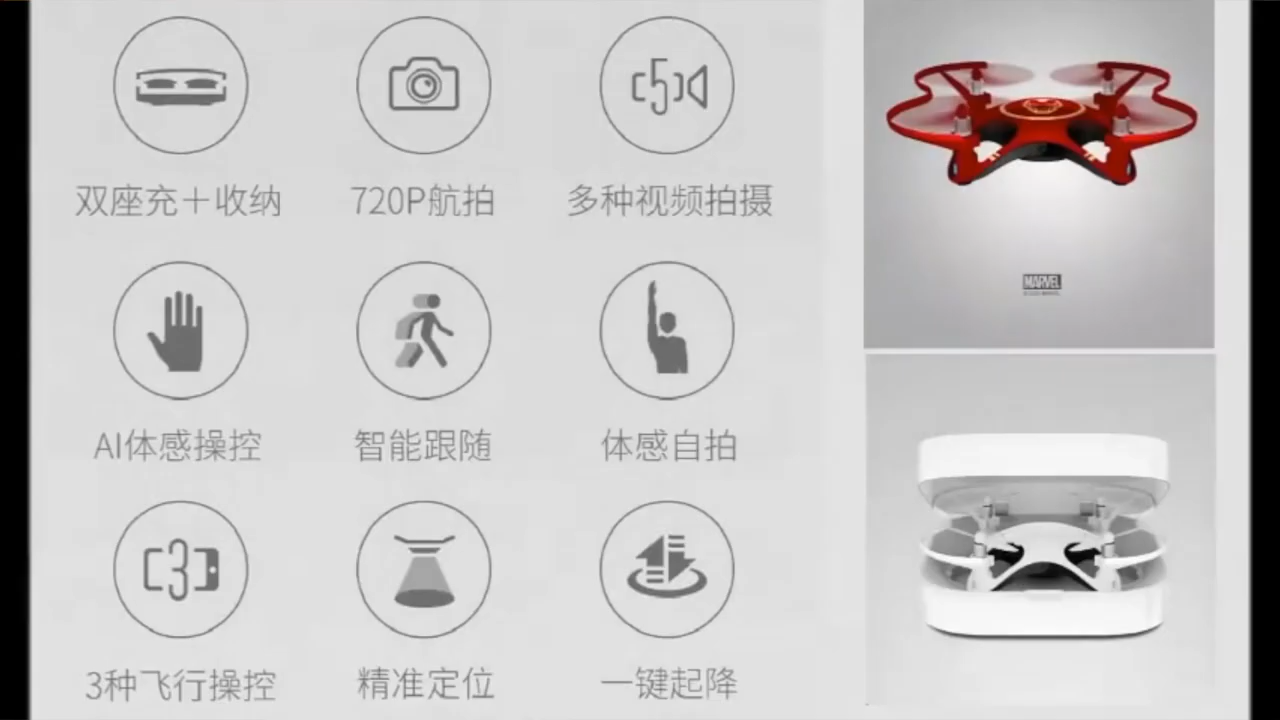 双座充＋收纳
720P航拍
5
多种视频拍摄
AI体感操控
智能跟随
体感自拍
3
3种飞行操控
精准定位
一键起降
MARVEL